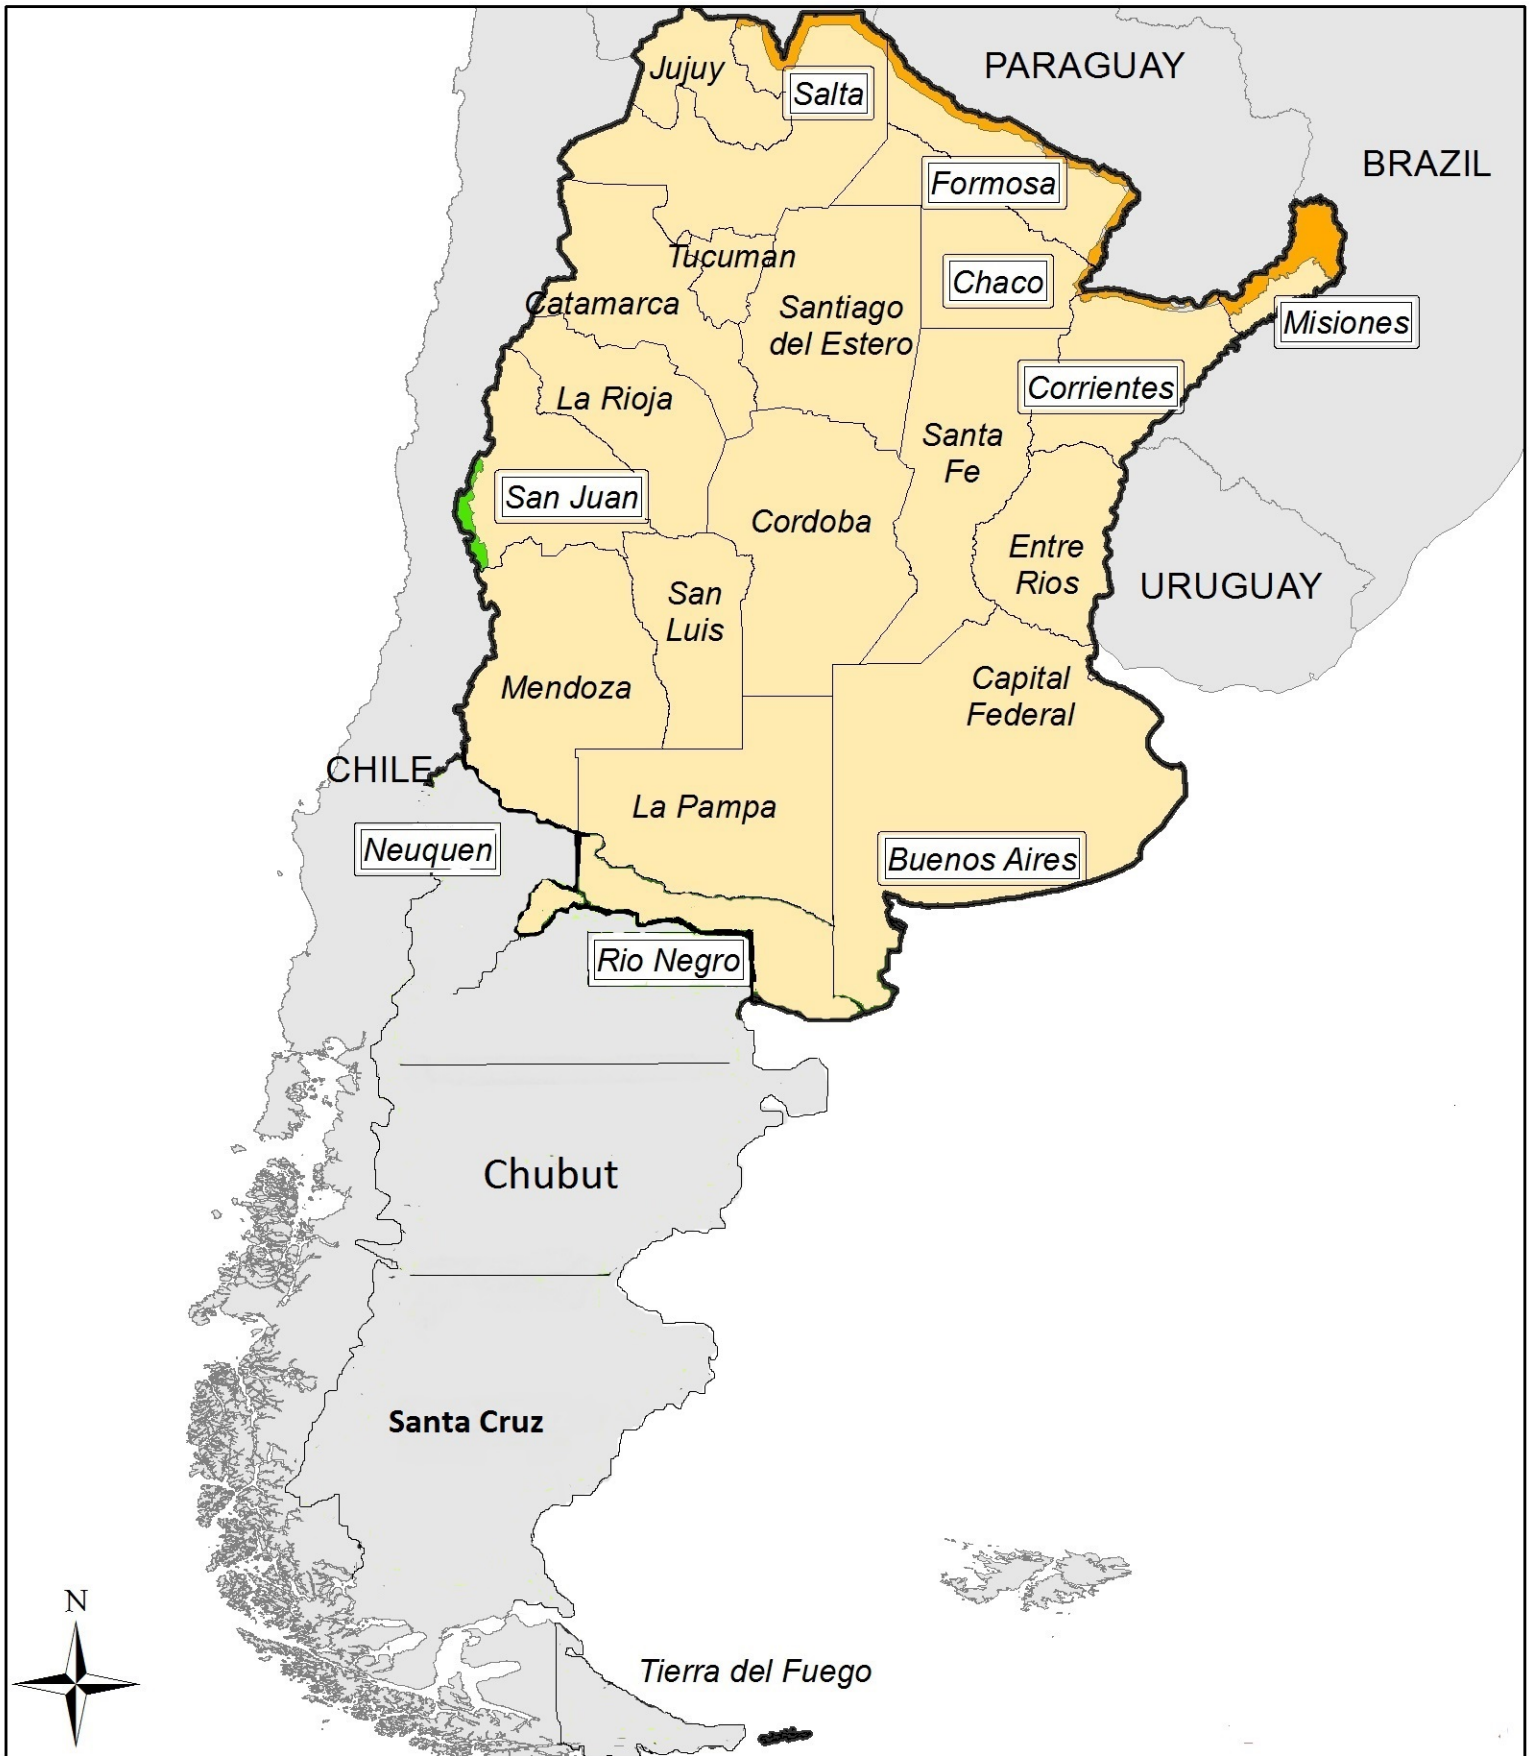 PARAGUAY
Jujuy
Salta
BRAZIL
Formosa
Tucuman
Chaco
Catamarca
Santiago
del Estero
Misiones
Corrientes
La Rioja
Santa
Fe
San Juan
Cordoba
Entre
Rios
URUGUAY
San
Luis
Mendoza
Capital
Federal
CHILE
La Pampa
Neuquen
Buenos Aires
Rio Negro
Chubut
Santa Cruz
N
Tierra del Fuego